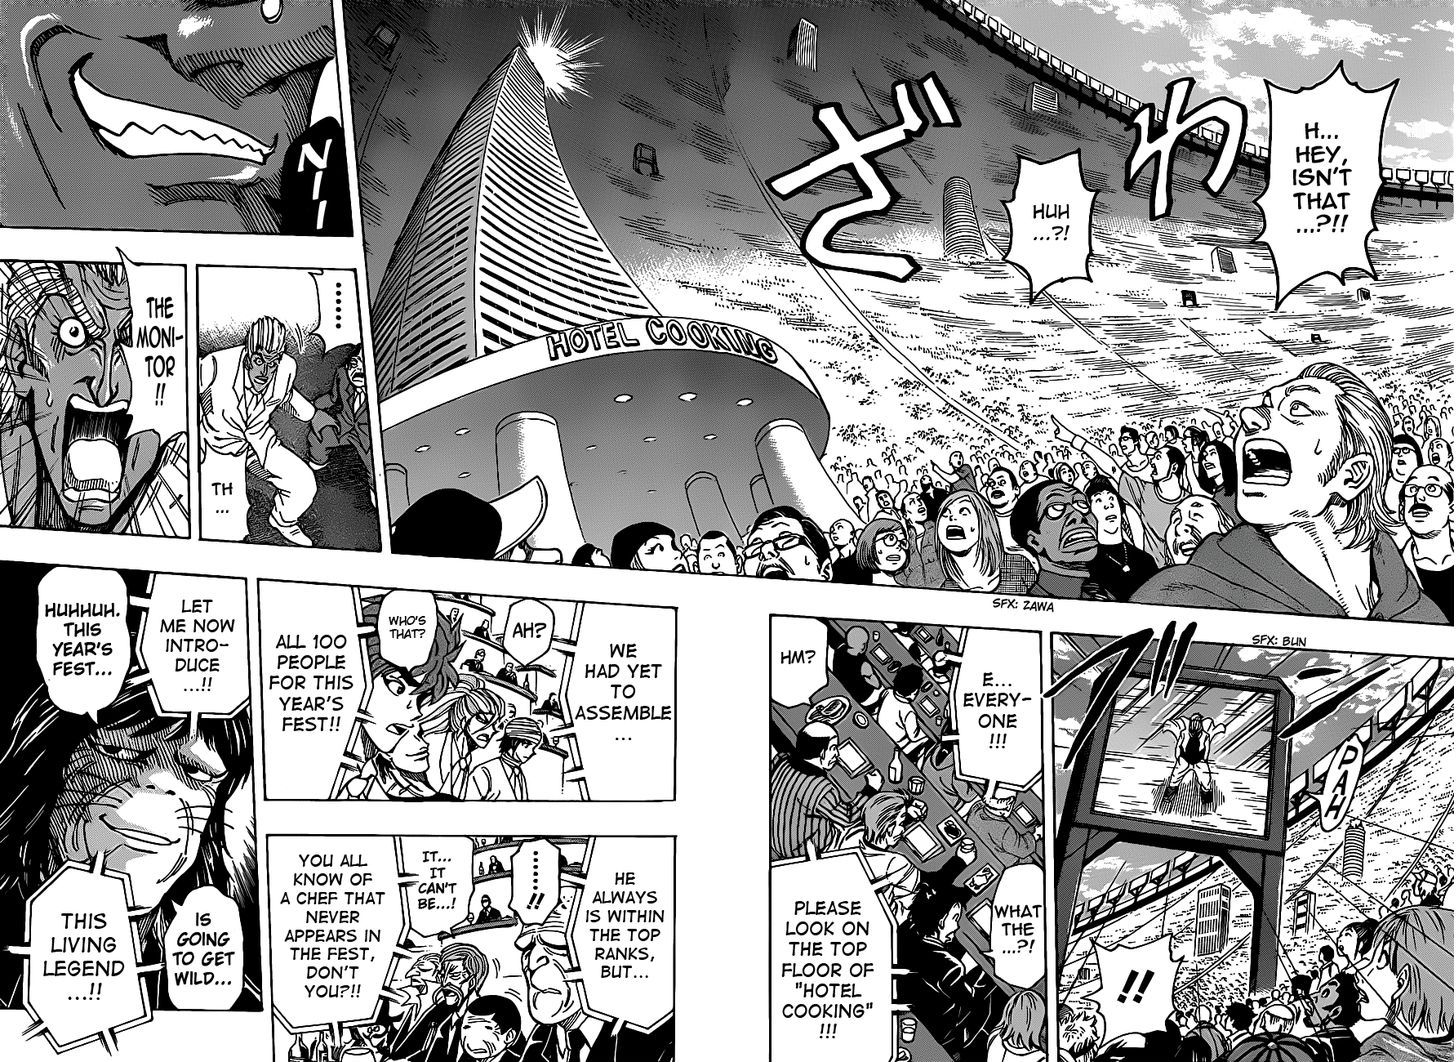 H...
HEY,
ISN'T
THAT
...?!!
わ
ざ
HUH
...?!
HOTEL COOKING
SFX: ZAWA
NII
......
TH
...
THE
MONI-
TOR
!!
SFX: BUN
ブン
PAH
!!
E...
EVERY-
ONE
!!!
HM?
WHAT
THE
...?!
PLEASE
LOOK ON
THE TOP
FLOOR OF
"HOTEL
COOKING"
!!!
WE
HAD YET
TO
ASSEMBLE
...
AH?
WHO'S
THAT?
ALL 100
PEOPLE
FOR THIS
YEAR'S
FEST!!
HE
ALWAYS
IS WITHIN
THE TOP
RANKS,
BUT...
......
!!
IT...
IT
CAN'T
BE...!
YOU ALL
KNOW OF
A CHEF THAT
NEVER
APPEARS IN
THE FEST,
DON'T
YOU?!!
LET
ME NOW
INTRO-
DUCE
...!!
HUHHUH.
THIS
YEAR'S
FEST...
IS
GOING
TO GET
WILD...
THIS
LIVING
LEGEND
...!!